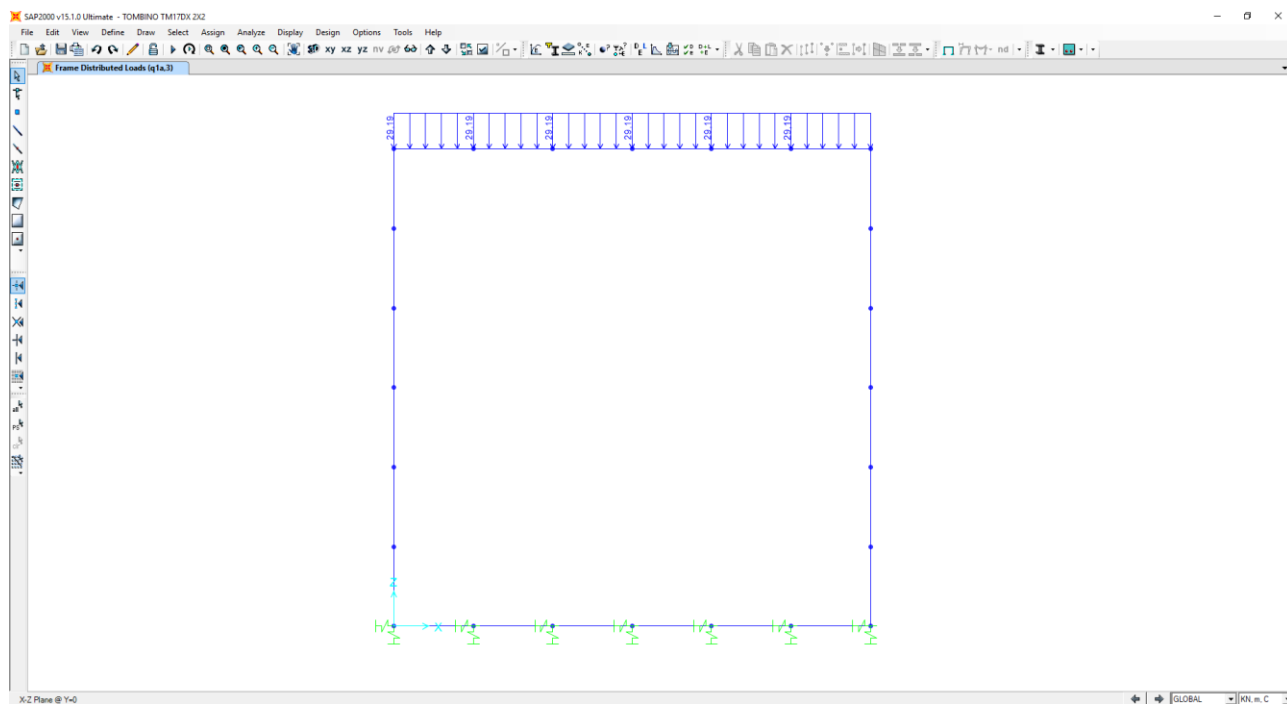 SAP2000 v15.1.0 Ultimate - TOMBINO TM17DX 2X2
File Edit View Define Draw Select Assign Analyze Display Design Options Tools Help
xy xz yz nv nd
Frame Distributed Loads (q1a,3)
29.19 29.19 29.19 29.19 29.19 29.19
Z
X
X-Z Plane @ Y=0
GLOBAL KN, m, C